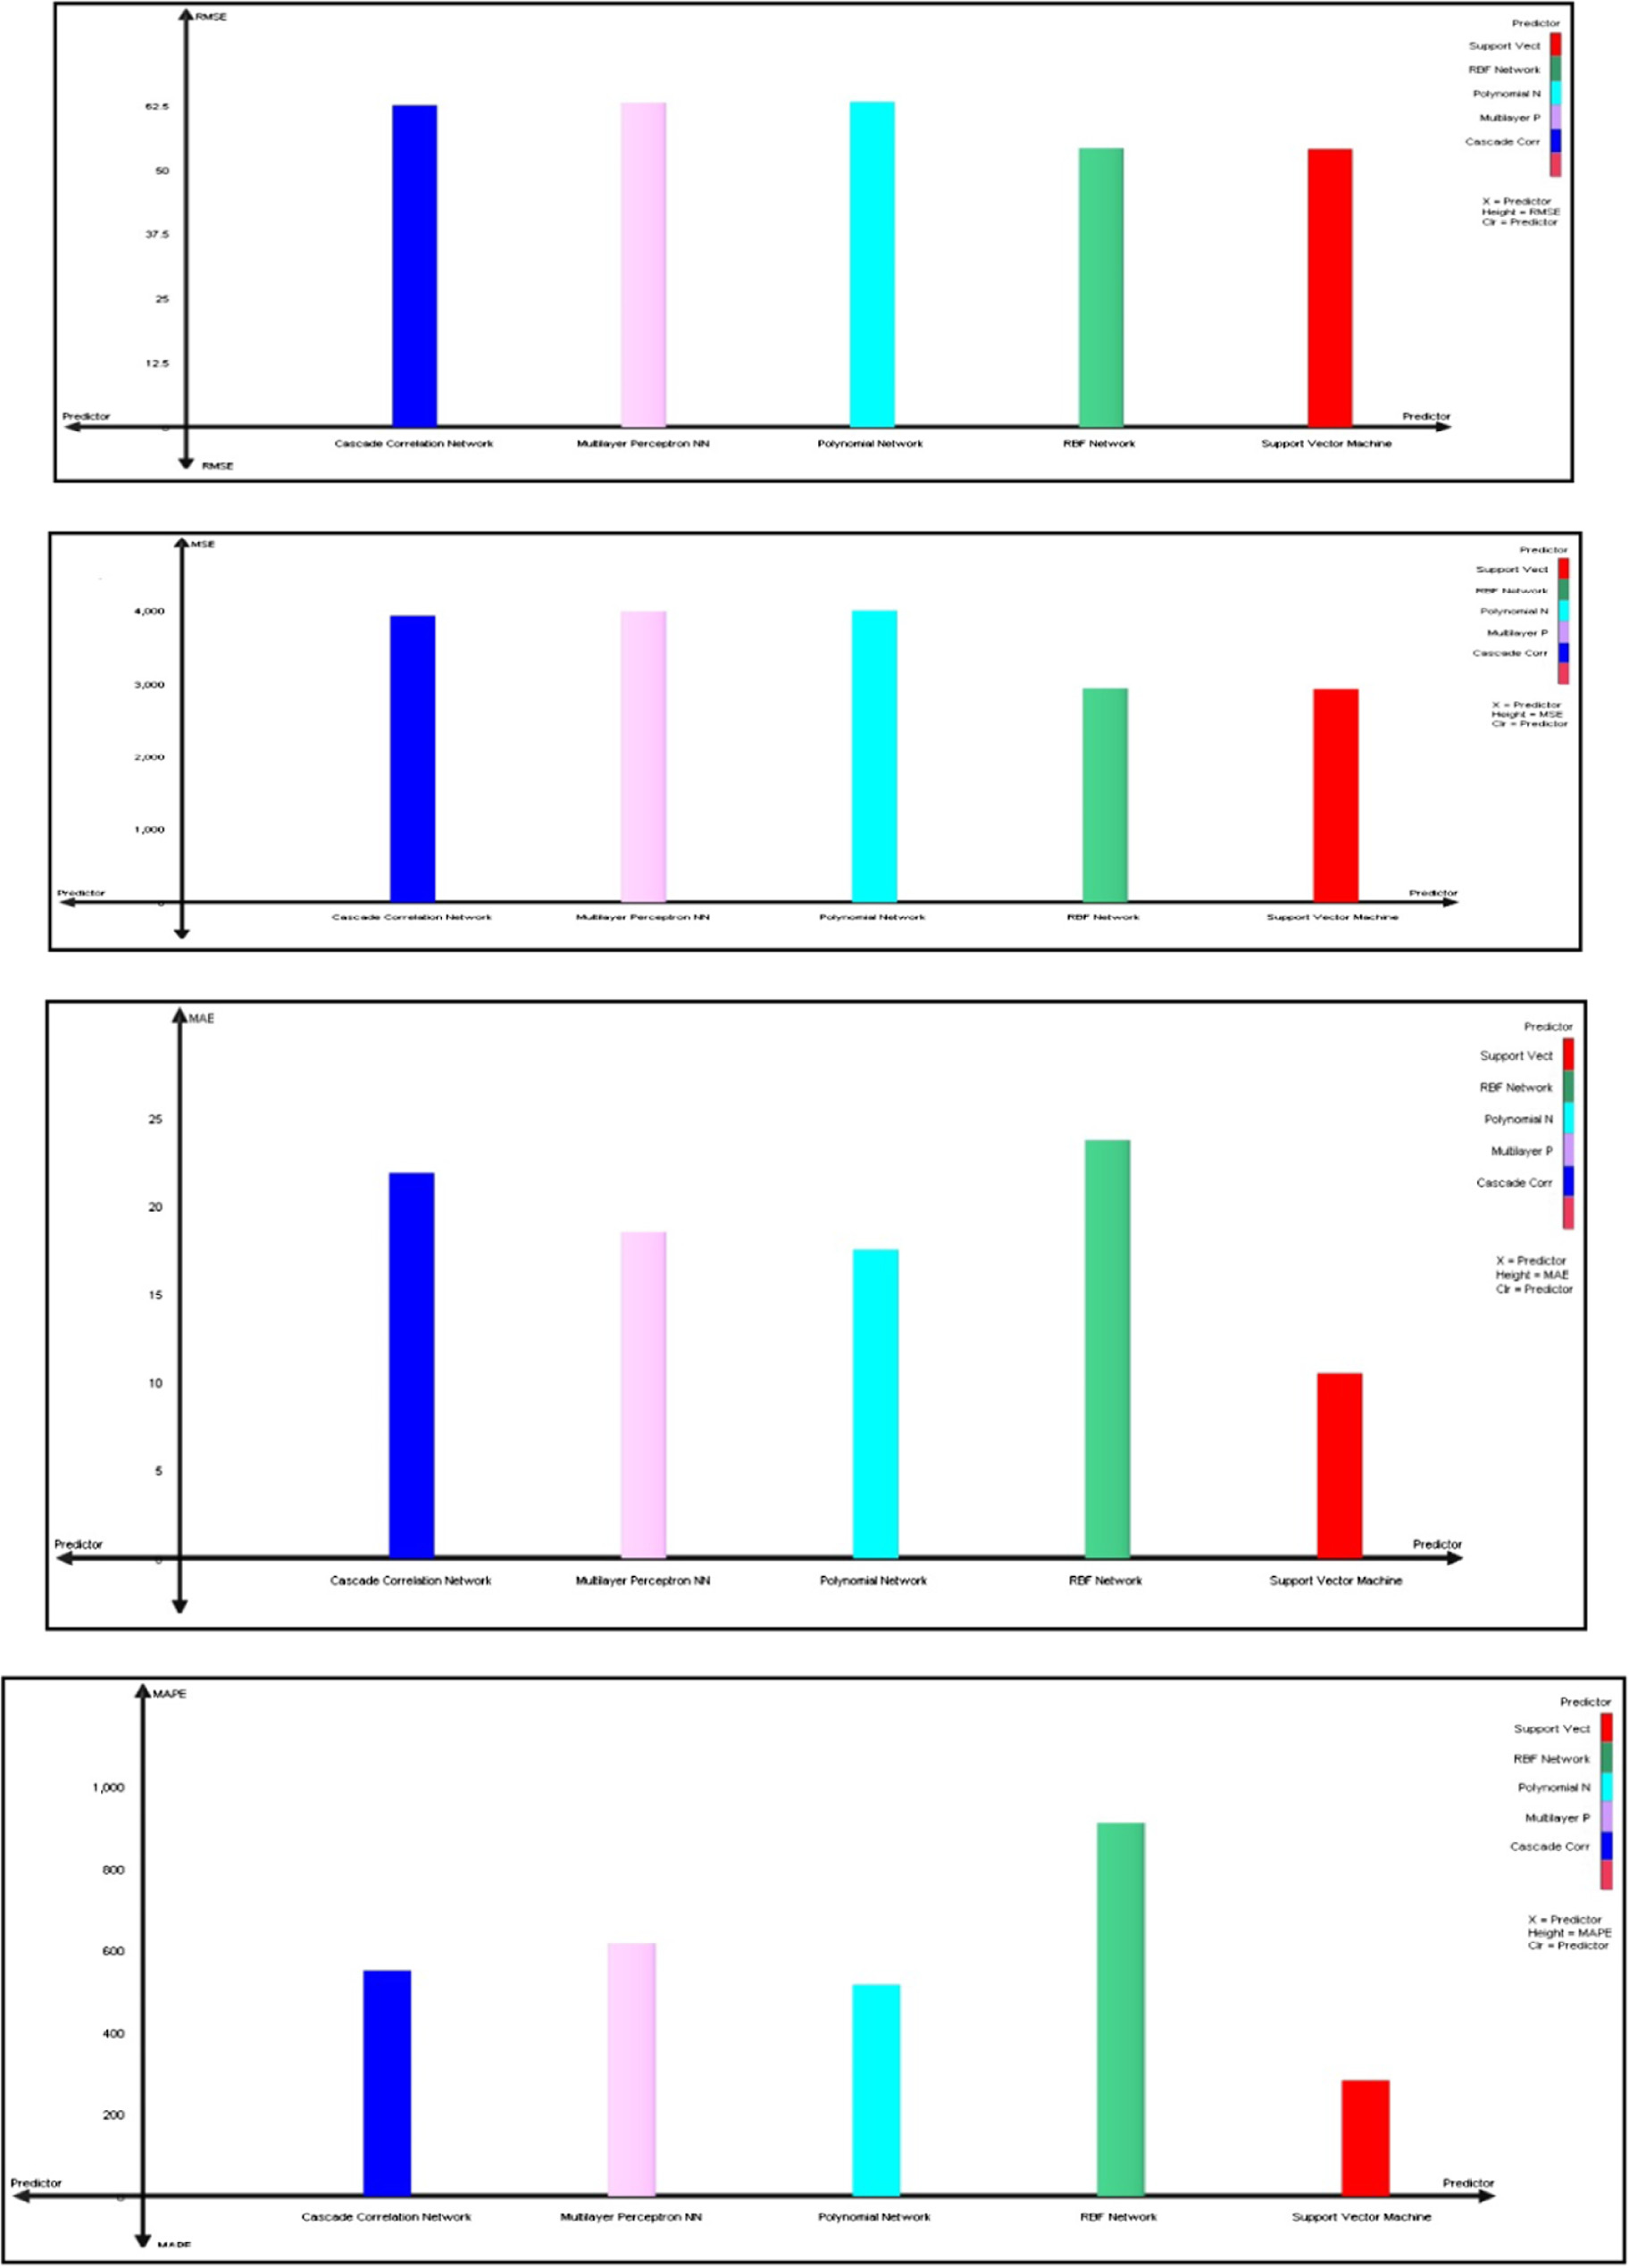 RMSE
Predictor
Support Vect
RBF Network
Polynomial N
Multilayer P
Cascade Corr
X = Predictor
Height = RMSE
Clr = Predictor
62.5
50
37.5
25
12.5
Predictor
Predictor
Cascade Correlation Network Multilayer Perceptron NN Polynomial Network RBF Network Support Vector Machine
RMSE
MSE
Predictor
Support Vect
RBF Network
Polynomial N
Multilayer P
Cascade Corr
X = Predictor
Height = MSE
Clr = Predictor
4,000
3,000
2,000
1,000
Predictor
Predictor
Cascade Correlation Network Multilayer Perceptron NN Polynomial Network RBF Network Support Vector Machine
MAE
Predictor
Support Vect
RBF Network
Polynomial N
Multilayer P
Cascade Corr
X = Predictor
Height = MAE
Clr = Predictor
25
20
15
10
5
Predictor
Predictor
Cascade Correlation Network Multilayer Perceptron NN Polynomial Network RBF Network Support Vector Machine
MAPE
Predictor
Support Vect
RBF Network
Polynomial N
Multilayer P
Cascade Corr
X = Predictor
Height = MAPE
Clr = Predictor
1,000
800
600
400
200
Predictor
Predictor
Cascade Correlation Network Multilayer Perceptron NN Polynomial Network RBF Network Support Vector Machine
MAPE